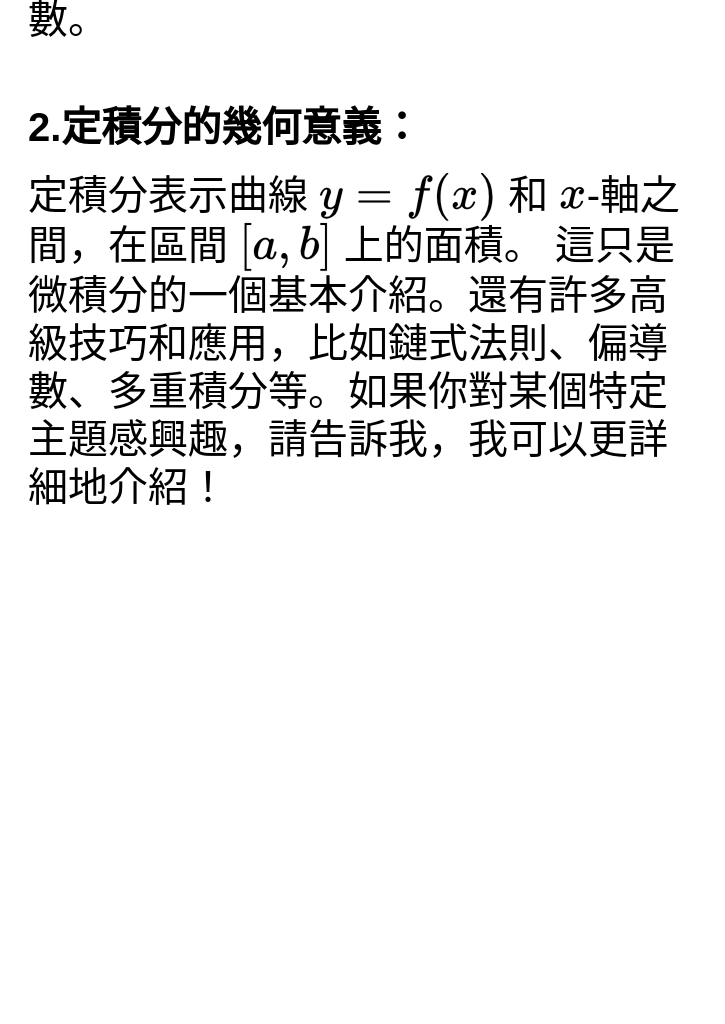 數。
2.定積分的幾何意義：
定積分表示曲線 y = f(x) 和 x-軸之
間，在區間 [a, b] 上的面積。 這只是
微積分的一個基本介紹。還有許多高
級技巧和應用，比如鏈式法則、偏導
數、多重積分等。如果你對某個特定
主題感興趣，請告訴我，我可以更詳
細地介紹！